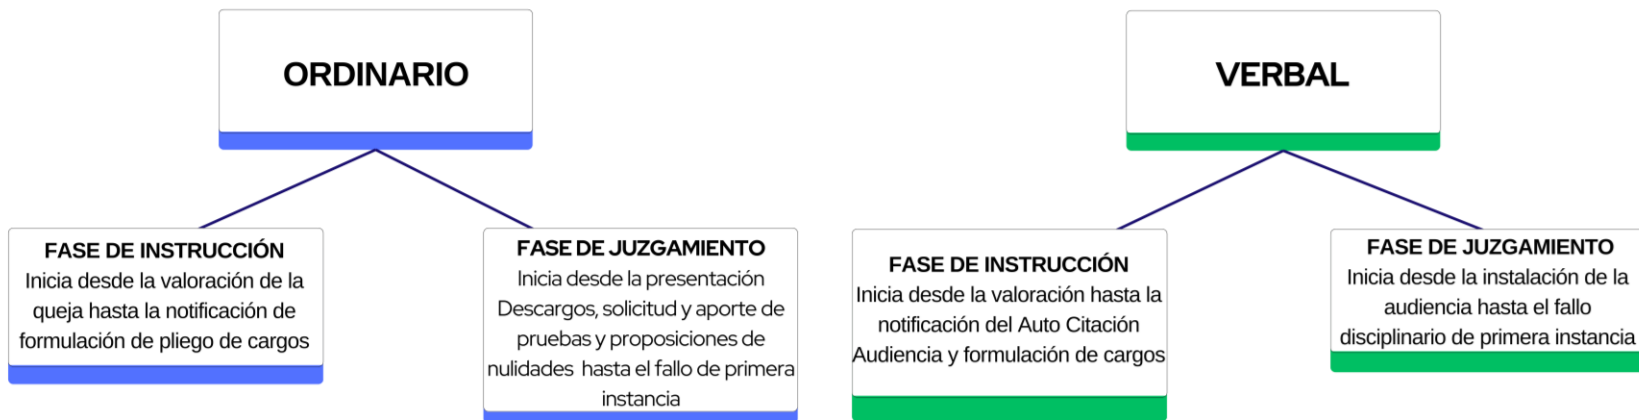 ORDINARIO
FASE DE INSTRUCCIÓN
Inicia desde la valoración de la
queja hasta la notificación de
formulación de pliego de cargos
FASE DE JUZGAMIENTO
Inicia desde la presentación
Descargos, solicitud y aporte de
pruebas y proposiciones de
nulidades hasta el fallo de primera
instancia
VERBAL
FASE DE INSTRUCCIÓN
Inicia desde la valoración hasta la
notificación del Auto Citación
Audiencia y formulación de cargos
FASE DE JUZGAMIENTO
Inicia desde la instalación de la
audiencia hasta el fallo
disciplinario de primera instancia